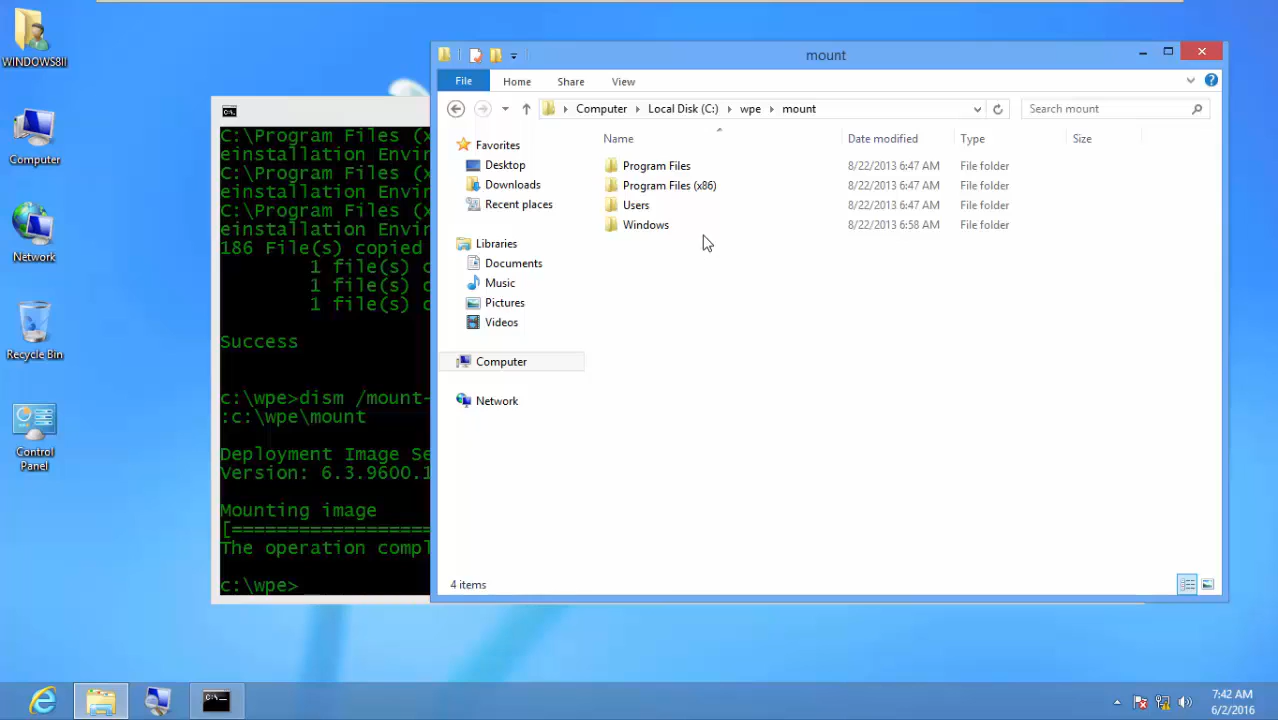 WINDOWS8II
Computer
Network
Recycle Bin
Control
Panel
C:\Program Files (x
einstallation Envir
C:\Program Files (x
einstallation Envir
C:\Program Files (x
einstallation Envir
186 File(s) copied
1 file(s) c
1 file(s) c
1 file(s) c
Success
c:\wpe>dism /mount-
:c:\wpe\mount
Deployment Image Se
Version: 6.3.9600.1
Mounting image
[==================
The operation compl
c:\wpe>
mount
File Home Share View
Computer Local Disk (C:) wpe mount
Search mount
Favorites
Desktop
Downloads
Recent places
Libraries
Documents
Music
Pictures
Videos
Computer
Network
Name Date modified Type Size
Program Files 8/22/2013 6:47 AM File folder
Program Files (x86) 8/22/2013 6:47 AM File folder
Users 8/22/2013 6:47 AM File folder
Windows 8/22/2013 6:58 AM File folder
4 items
7:42 AM
6/2/2016